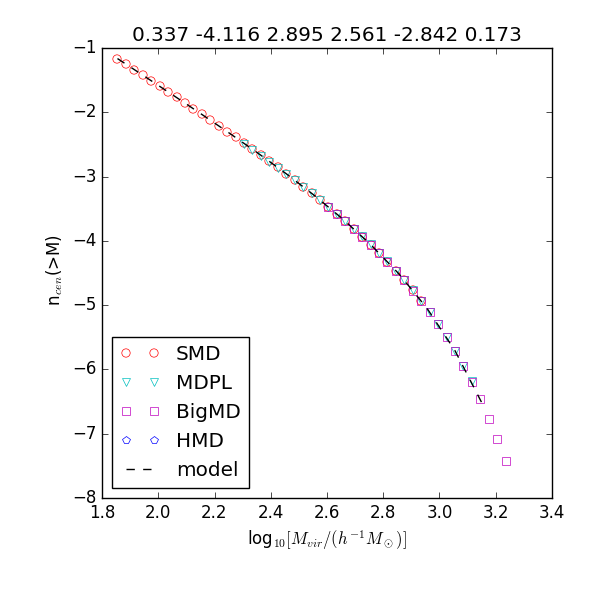 0.337 -4.116 2.895 2.561 -2.842 0.173
−1
−2
−3
−4
−5
−6
−7
−8
n_cen(>M)
SMD
MDPL
BigMD
HMD
model
1.8 2.0 2.2 2.4 2.6 2.8 3.0 3.2 3.4
log₁₀[M_vir/(h⁻¹M_⊙)]